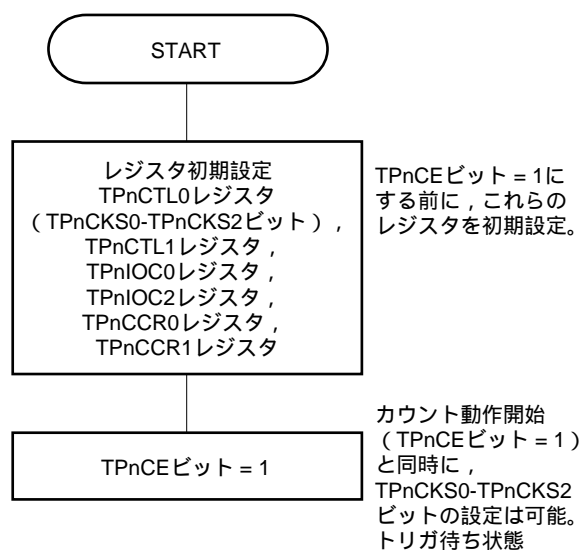 START
レジスタ初期設定
TPnCTL0レジスタ
（TPnCKS0-TPnCKS2ビット），
TPnCTL1レジスタ，
TPnIOC0レジスタ，
TPnIOC2レジスタ，
TPnCCR0レジスタ，
TPnCCR1レジスタ
TPnCEビット = 1に
する前に，これらの
レジスタを初期設定。
TPnCEビット = 1
カウント動作開始
（TPnCEビット = 1）
と同時に，
TPnCKS0-TPnCKS2
ビットの設定は可能。
トリガ待ち状態